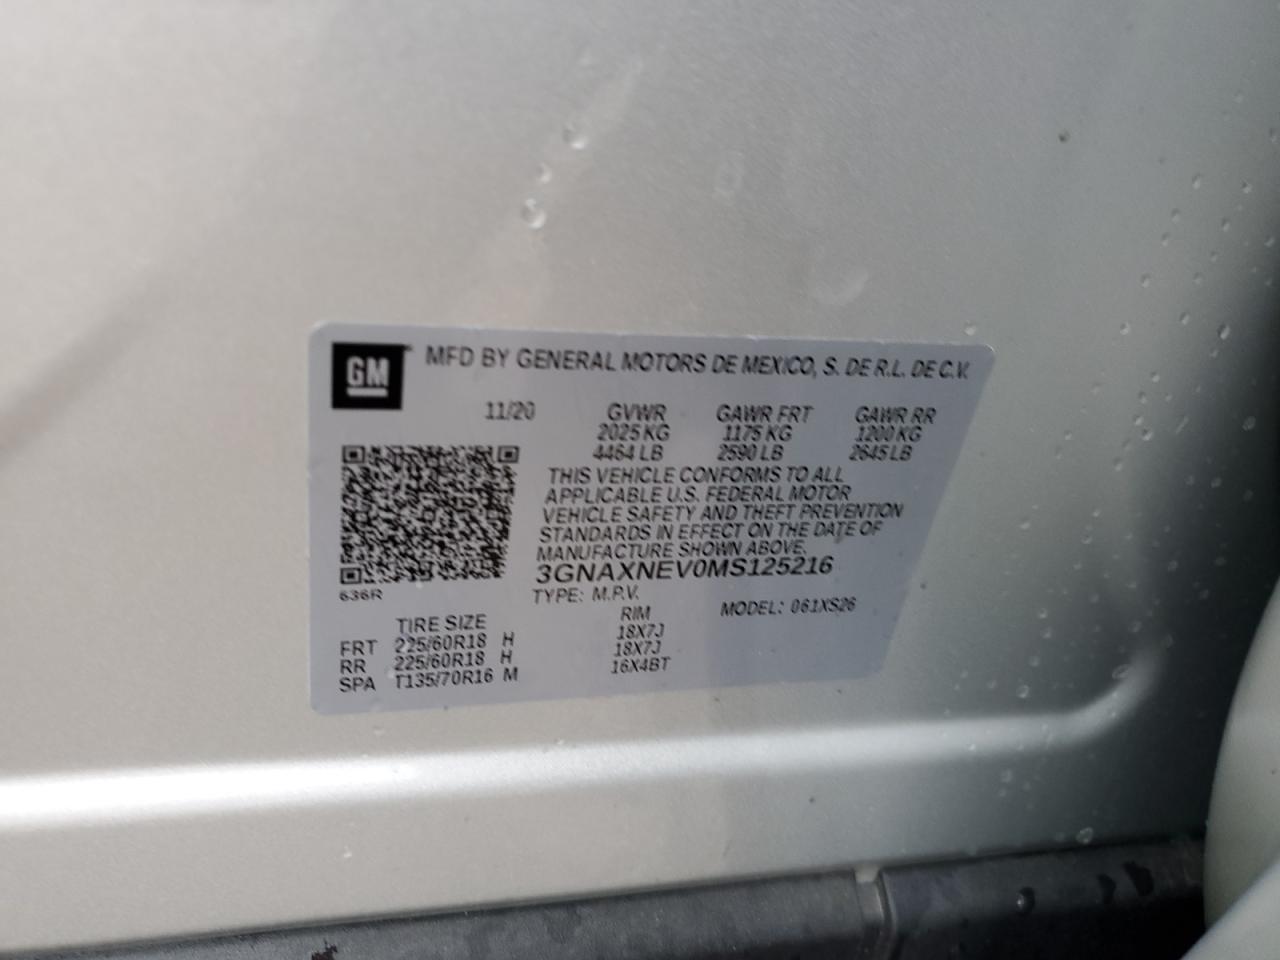 GM MFD BY GENERAL MOTORS DE MEXICO, S. DE R.L. DE C.V.
11/20 GVWR GAWR FRT GAWR RR
2025 KG 1175 KG 1200 KG
4464 LB 2590 LB 2645 LB
THIS VEHICLE CONFORMS TO ALL
APPLICABLE U.S. FEDERAL MOTOR
VEHICLE SAFETY AND THEFT PREVENTION
STANDARDS IN EFFECT ON THE DATE OF
MANUFACTURE SHOWN ABOVE.
3GNAXNEV0MS125216
636R
TYPE: M.P.V. MODEL: 061XS26
TIRE SIZE RIM
FRT 225/60R18 H 18X7J
RR 225/60R18 H 18X7J
SPA T135/70R16 M 16X4BT